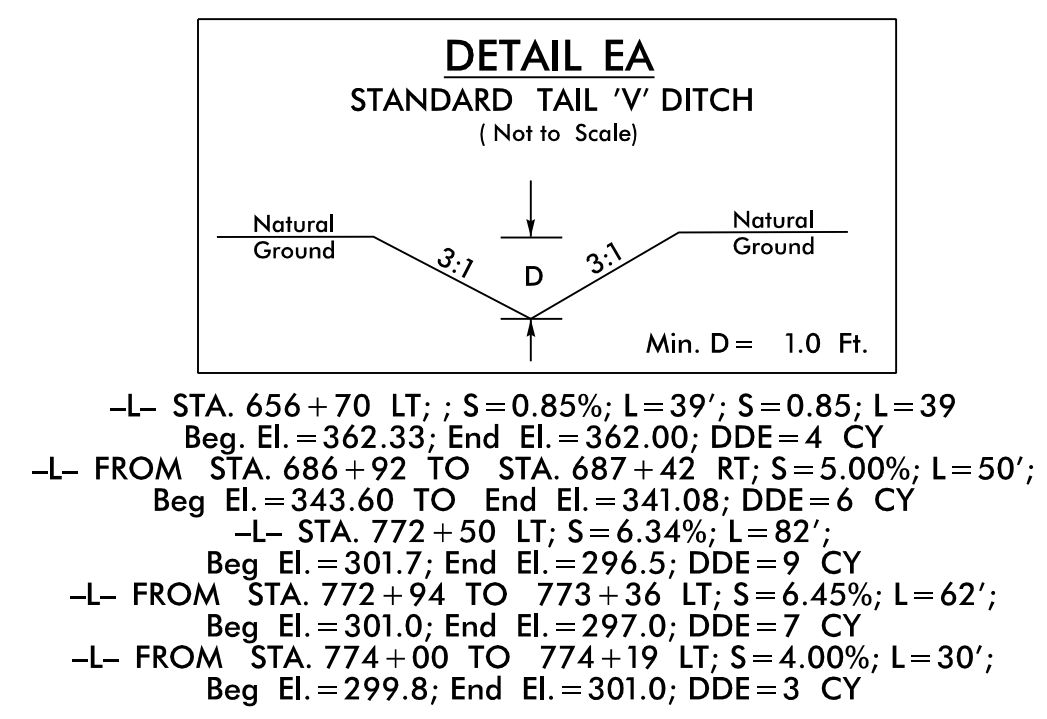 DETAIL EA
STANDARD TAIL 'V' DITCH
( Not to Scale)
Natural
Ground
3:1
D
3:1
Natural
Ground
Min. D = 1.0 Ft.
–L– STA. 656+70 LT; ; S=0.85%; L=39'; S=0.85; L=39
Beg. El.=362.33; End El.=362.00; DDE=4 CY
–L– FROM STA. 686+92 TO STA. 687+42 RT; S=5.00%; L=50';
Beg El.=343.60 TO End El.=341.08; DDE=6 CY
–L– STA. 772+50 LT; S=6.34%; L=82';
Beg El.=301.7; End El.=296.5; DDE=9 CY
–L– FROM STA. 772+94 TO 773+36 LT; S=6.45%; L=62';
Beg El.=301.0; End El.=297.0; DDE=7 CY
–L– FROM STA. 774+00 TO 774+19 LT; S=4.00%; L=30';
Beg El.=299.8; End El.=301.0; DDE=3 CY